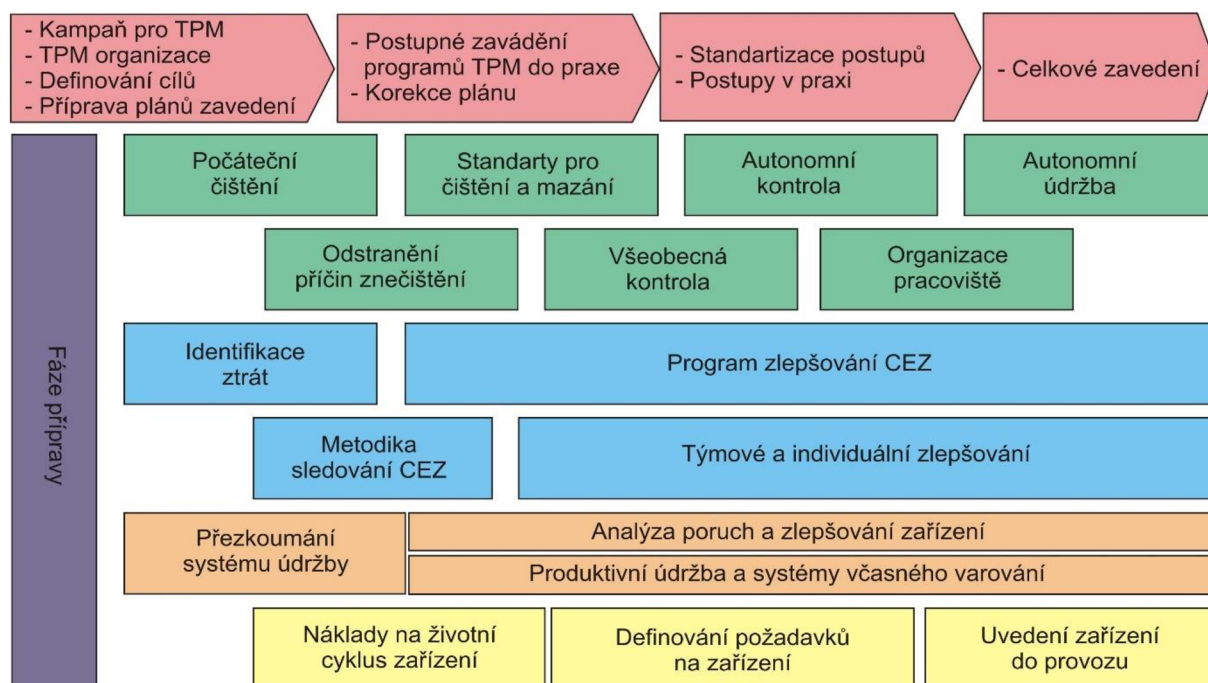 - Kampaň pro TPM
- TPM organizace
- Definování cílů
- Příprava plánů zavedení
- Postupné zavádění
programů TPM do praxe
- Korekce plánu
- Standartizace postupů
- Postupy v praxi
- Celkové zavedení
Fáze přípravy
Počáteční
čištění
Standarty pro
čištění a mazání
Autonomní
kontrola
Autonomní
údržba
Odstranění
příčin znečištění
Všeobecná
kontrola
Organizace
pracoviště
Identifikace
ztrát
Program zlepšování CEZ
Metodika
sledování CEZ
Týmové a individuální zlepšování
Přezkoumání
systému údržby
Analýza poruch a zlepšování zařízení
Produktivní údržba a systémy včasného varování
Náklady na životní
cyklus zařízení
Definování požadavků
na zařízení
Uvedení zařízení
do provozu